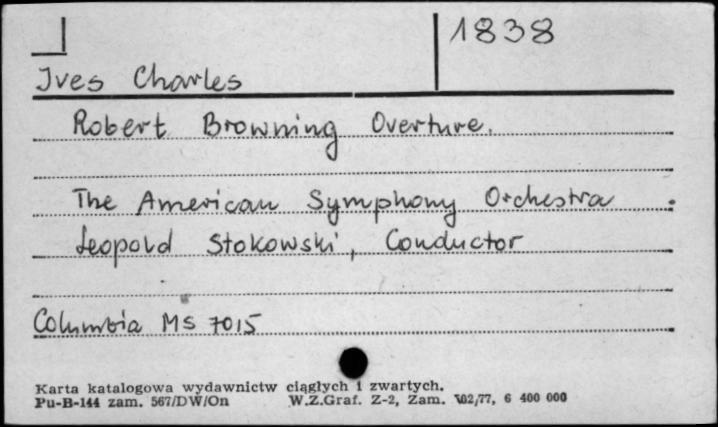 1838
Ives Charles
Robert Browning Overture.
The American Symphony Orchestra
Leopold Stokowski, Conductor
Columbia MS 7015
Karta katalogowa wydawnictw ciągłych i zwartych.
Pu-B-144 zam. 567/DW/On W.Z.Graf. Z-2, Zam. 102/77, 6 400 000